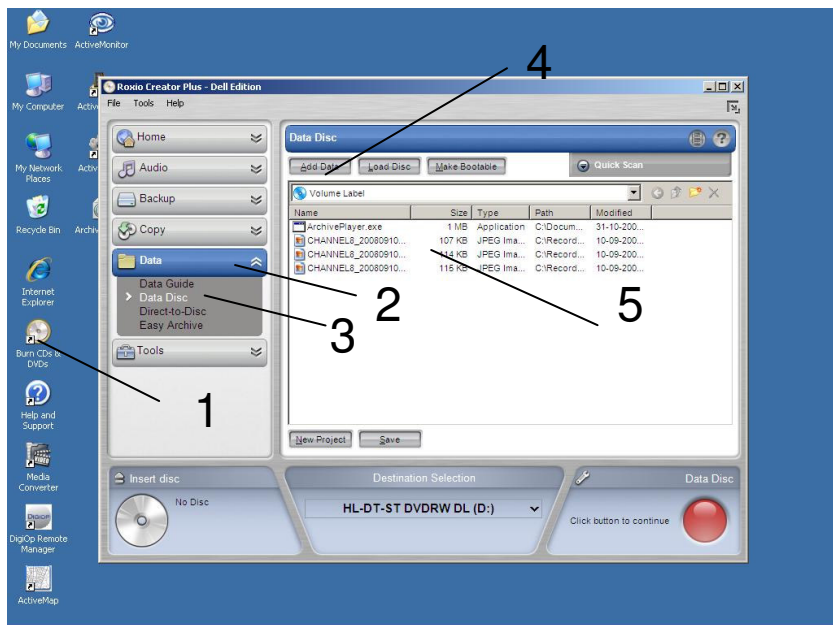 My Documents
ActiveMonitor
4
Roxio Creator Plus - Dell Edition
File Tools Help
My Computer
Activ
Home
Data Disc
Audio
Add Data
Load Disc
Make Bootable
Quick Scan
My Network
Places
Activ
Backup
Volume Label
Name Size Type Path Modified
Recycle Bin
Archiv
Copy
ArchivePlayer.exe 1 MB Application C:\Docum... 31-10-200...
CHANNEL8_20080910... 107 KB JPEG Ima... C:\Record... 10-09-200...
CHANNEL8_20080910... 114 KB JPEG Ima... C:\Record... 10-09-200...
CHANNEL8_20080910... 115 KB JPEG Ima... C:\Record... 10-09-200...
Data
Data Guide
Data Disc
Direct-to-Disc
Easy Archive
2
3
5
Internet
Explorer
Tools
Burn CDs &
DVDs
1
Help and
Support
New Project
Save
Media
Converter
Insert disc
Destination Selection
Data Disc
No Disc
HL-DT-ST DVDRW DL (D:)
Click button to continue
DigiOp
DigiOp Remote
Manager
ActiveMap